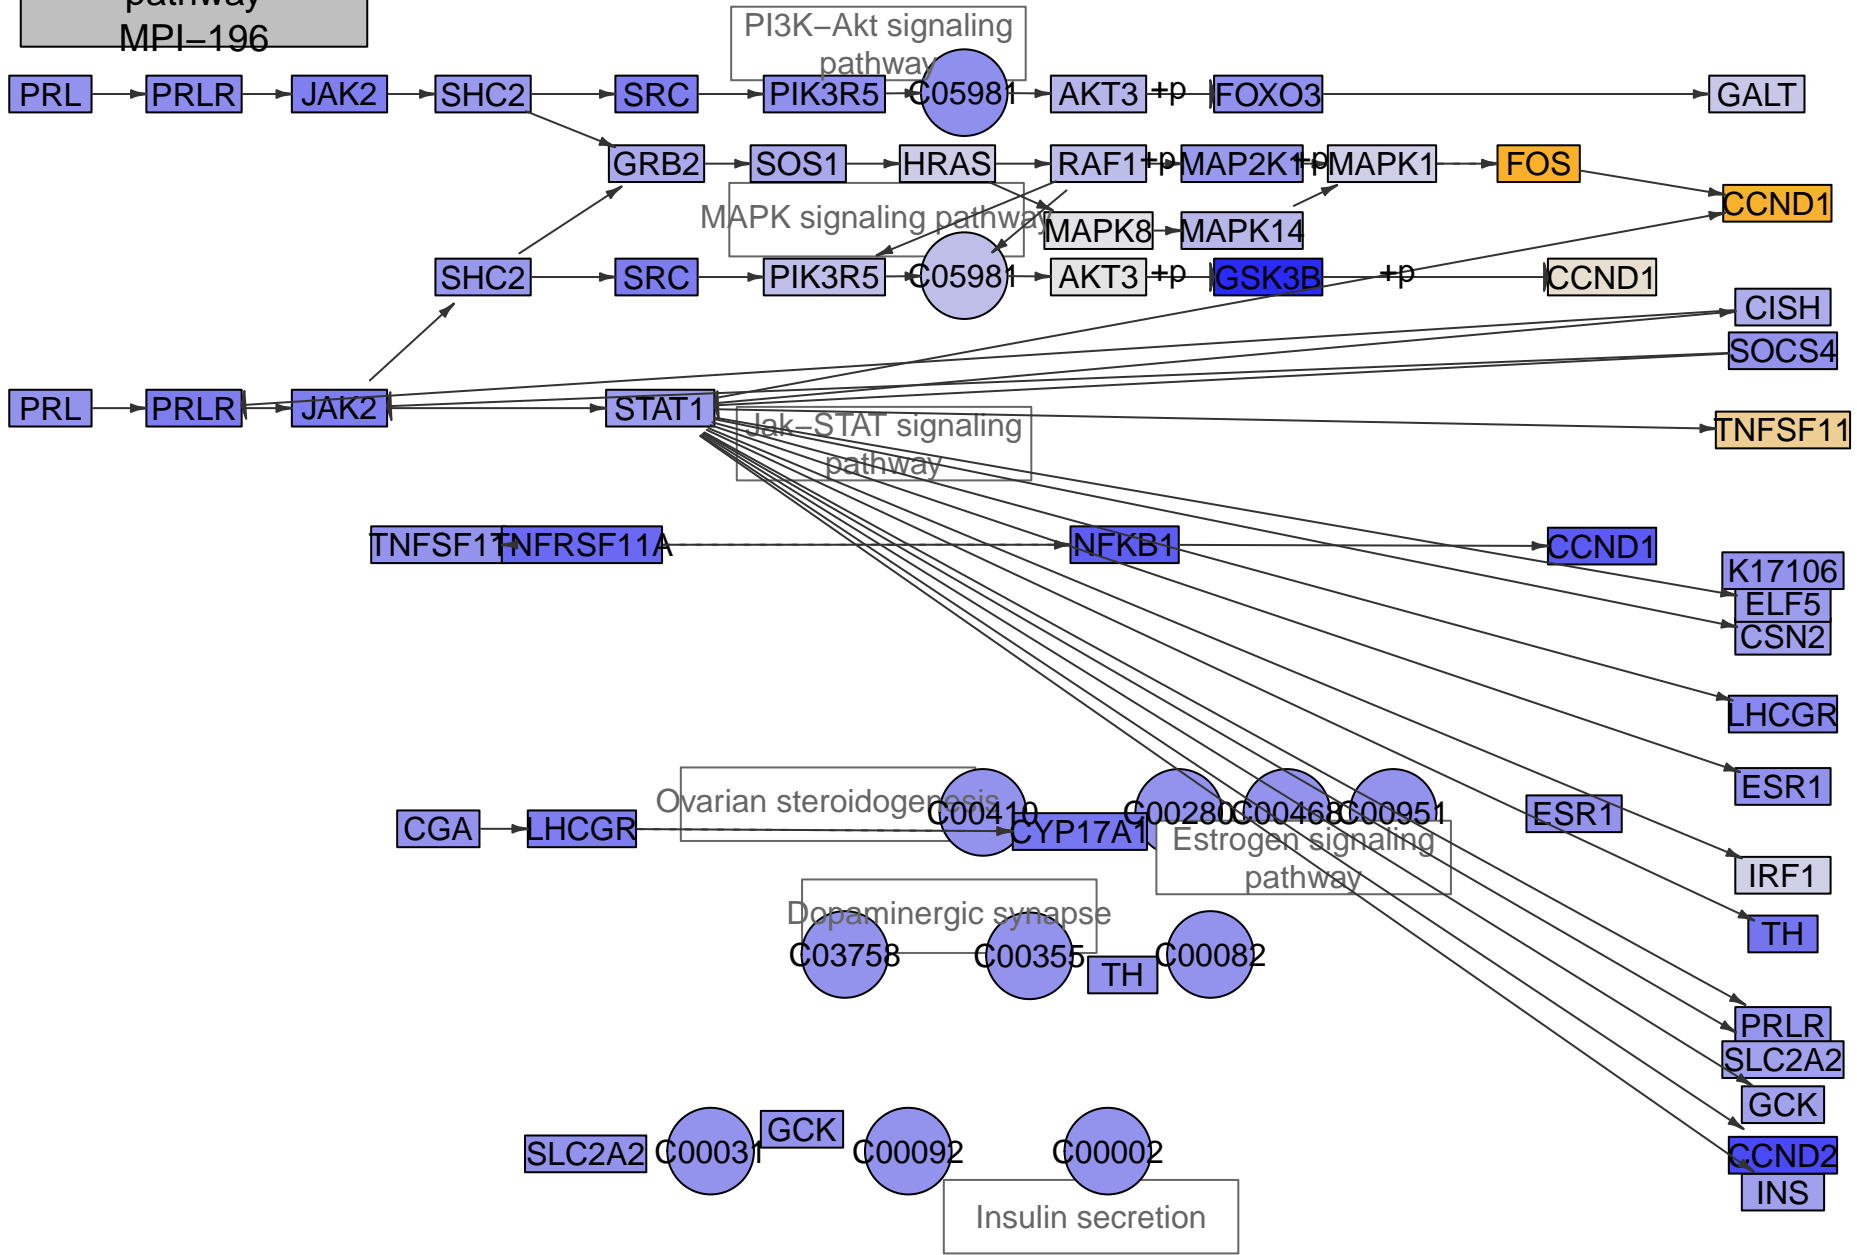 pathway
MPI−196
PI3K−Akt signaling
pathway
PRL
PRLR
JAK2
SHC2
SRC
PIK3R5
C05981
AKT3
+p
FOXO3
GALT
GRB2
SOS1
HRAS
RAF1
+p
MAP2K1
+p
MAPK1
FOS
CCND1
MAPK signaling pathway
MAPK8
MAPK14
SHC2
SRC
PIK3R5
C05981
AKT3
+p
GSK3B
+p
CCND1
CISH
SOCS4
PRL
PRLR
JAK2
STAT1
Jak−STAT signaling
pathway
TNFSF11
TNFSF11
TNFRSF11A
NFKB1
CCND1
K17106
ELF5
CSN2
LHCGR
ESR1
Ovarian steroidogenesis
C00410
C00280
C00468
C00951
ESR1
CGA
LHCGR
CYP17A1
Estrogen signaling
pathway
IRF1
Dopaminergic synapse
TH
C03758
C00355
TH
C00082
PRLR
SLC2A2
GCK
SLC2A2
C00031
GCK
C00092
C00002
CCND2
INS
Insulin secretion